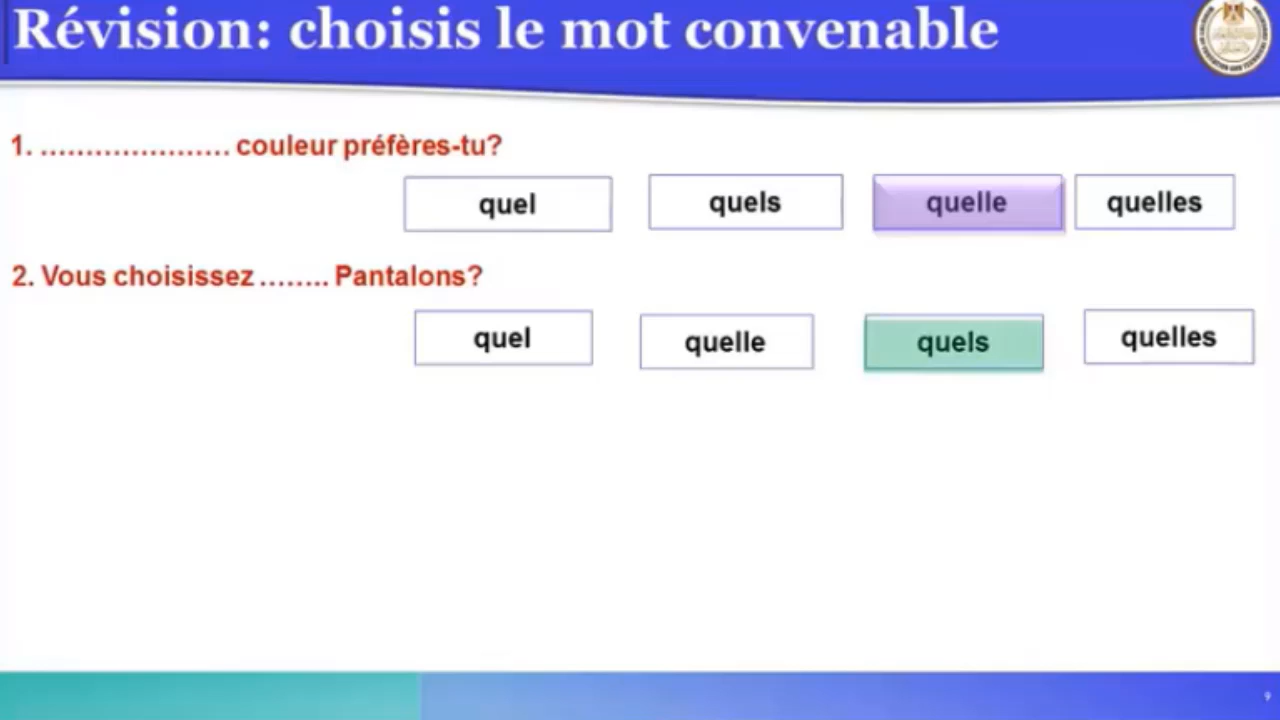 Révision: choisis le mot convenable
1. ..................... couleur préfères-tu?
quel quels quelle quelles
2. Vous choisissez ........ Pantalons?
quel quelle quels quelles
9